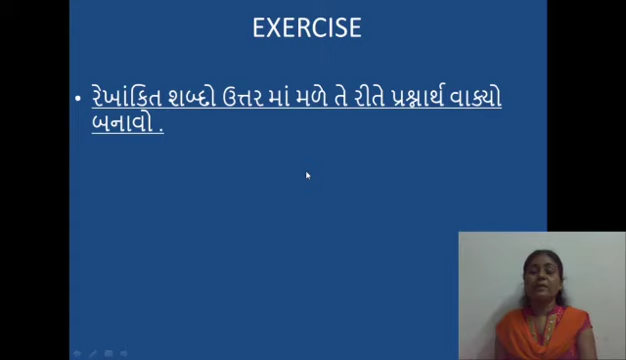 EXERCISE
• રેખાંકિત શબ્દો ઉત્તર માં મળે તે રીતે પ્રશ્નાર્થ વાક્યો
બનાવો .